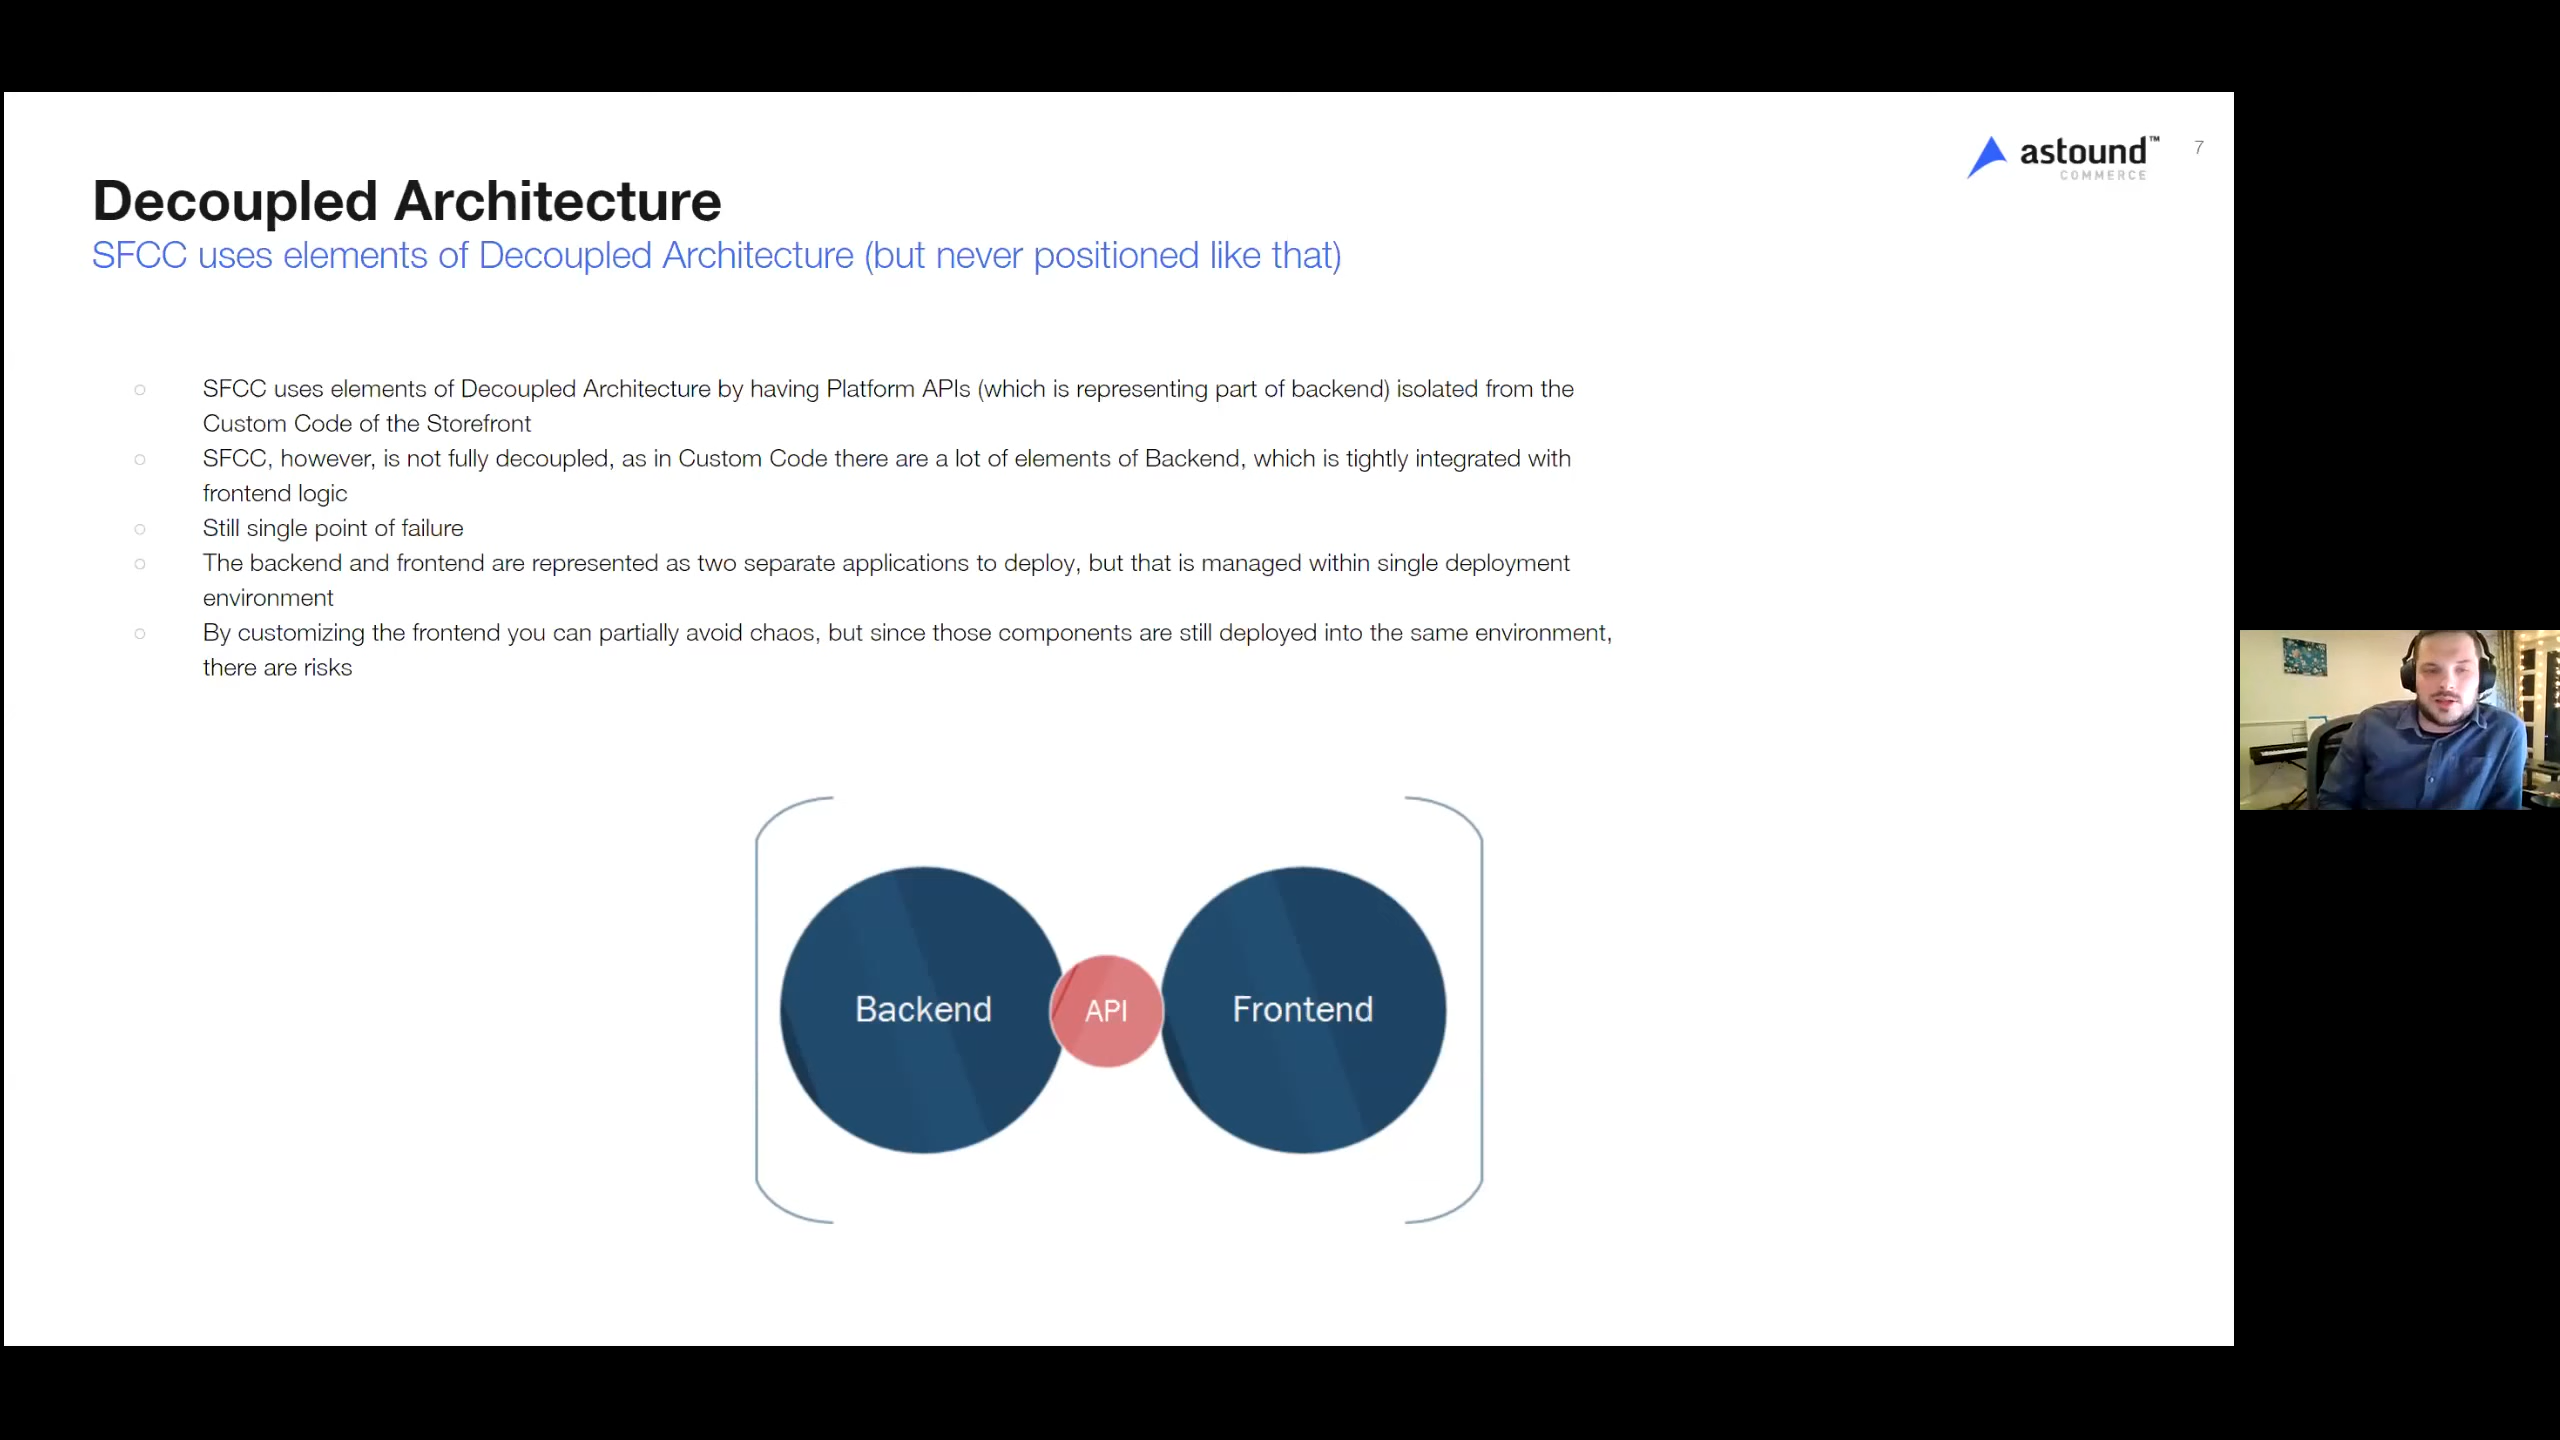 astound™
COMMERCE
7
Decoupled Architecture
SFCC uses elements of Decoupled Architecture (but never positioned like that)
SFCC uses elements of Decoupled Architecture by having Platform APIs (which is representing part of backend) isolated from the
Custom Code of the Storefront
SFCC, however, is not fully decoupled, as in Custom Code there are a lot of elements of Backend, which is tightly integrated with
frontend logic
Still single point of failure
The backend and frontend are represented as two separate applications to deploy, but that is managed within single deployment
environment
By customizing the frontend you can partially avoid chaos, but since those components are still deployed into the same environment,
there are risks
Backend
API
Frontend